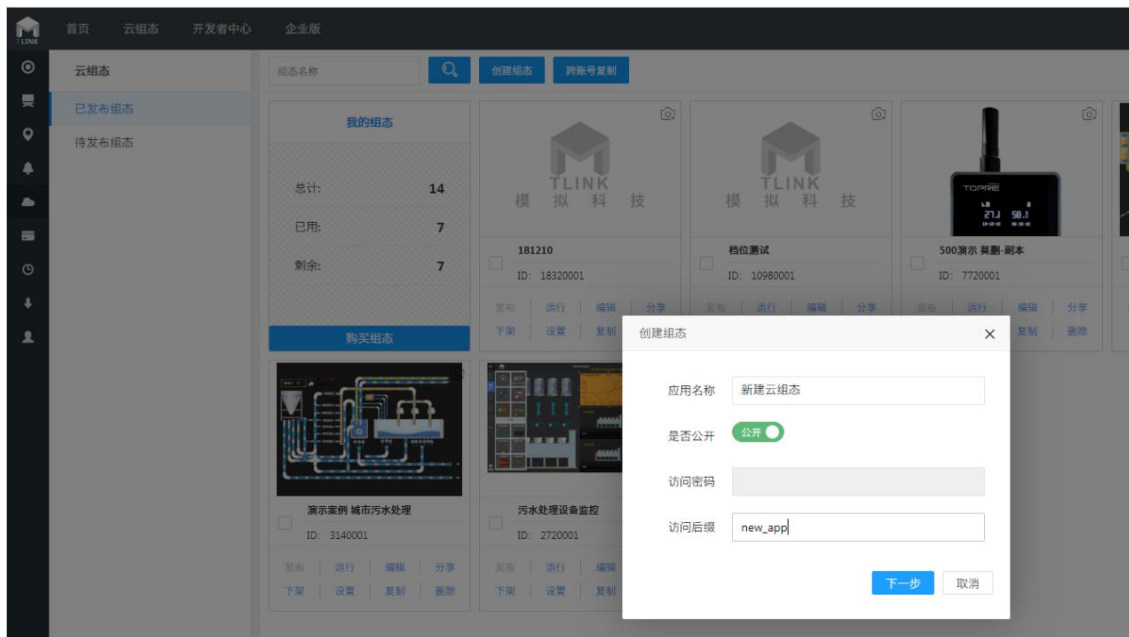 TLINK
首页 云组态 开发者中心 企业版
云组态
已发布组态
待发布组态
组态名称 创建组态 跨账号复制
我的组态
总计: 14
已用: 7
剩余: 7
购买组态
TLINK
模拟科技
181210
ID: 18320001
发布 运行 编辑 分享
下架 设置 复制
TLINK
模拟科技
档位测试
ID: 10980001
发布 运行 编辑 分享
TOPRIE
500演示 莫删-副本
ID: 7720001
发布 运行 编辑 分享
复制 删除
演示案例 城市污水处理
ID: 3140001
发布 运行 编辑 分享
下架 设置 复制 删除
污水处理设备监控
ID: 2720001
发布 运行 编辑
下架 设置 复制
创建组态
应用名称 新建云组态
是否公开 公开
访问密码
访问后缀 new_app
下一步 取消